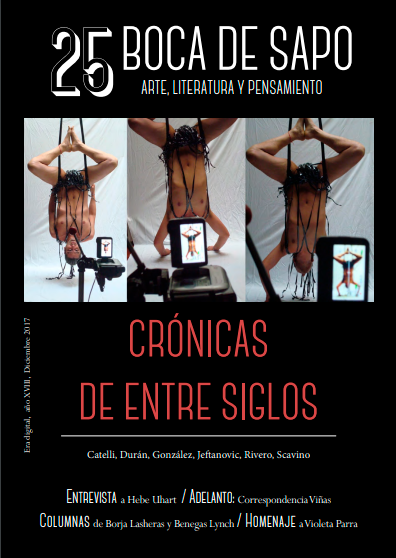 25 BOCA DE SAPO
ARTE, LITERATURA Y PENSAMIENTO
CRÓNICAS
DE ENTRE SIGLOS
Era digital, año XVIII, Diciembre 2017
Catelli, Durán, González, Jeftanovic, Rivero, Scavino
ENTREVISTA a Hebe Uhart / ADELANTO: Correspondencia Viñas
COLUMNAS de Borja Lasheras y Benegas Lynch / HOMENAJE a Violeta Parra